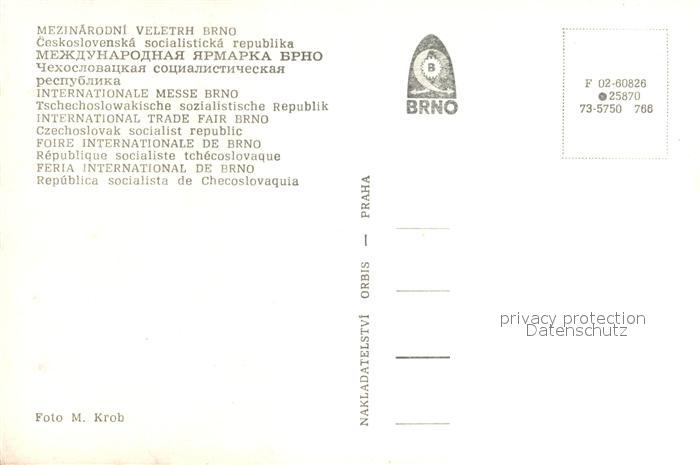 MEZINÁRODNÍ VELETRH BRNO
Československá socialistická republika
МЕЖДУНАРОДНАЯ ЯРМАРКА БРНО
Чехословацкая социалистическая
республика
INTERNATIONALE MESSE BRNO
Tschechoslowakische sozialistische Republik
INTERNATIONAL TRADE FAIR BRNO
Czechoslovak socialist republic
FOIRE INTERNATIONALE DE BRNO
République socialiste tchécoslovaque
FERIA INTERNATIONAL DE BRNO
República socialista de Checoslovaquia
Foto M. Krob
NAKLADATELSTVÍ ORBIS — PRAHA
B
BRNO
F 02-60826
25870
73-5750 766
privacy protection
Datenschutz